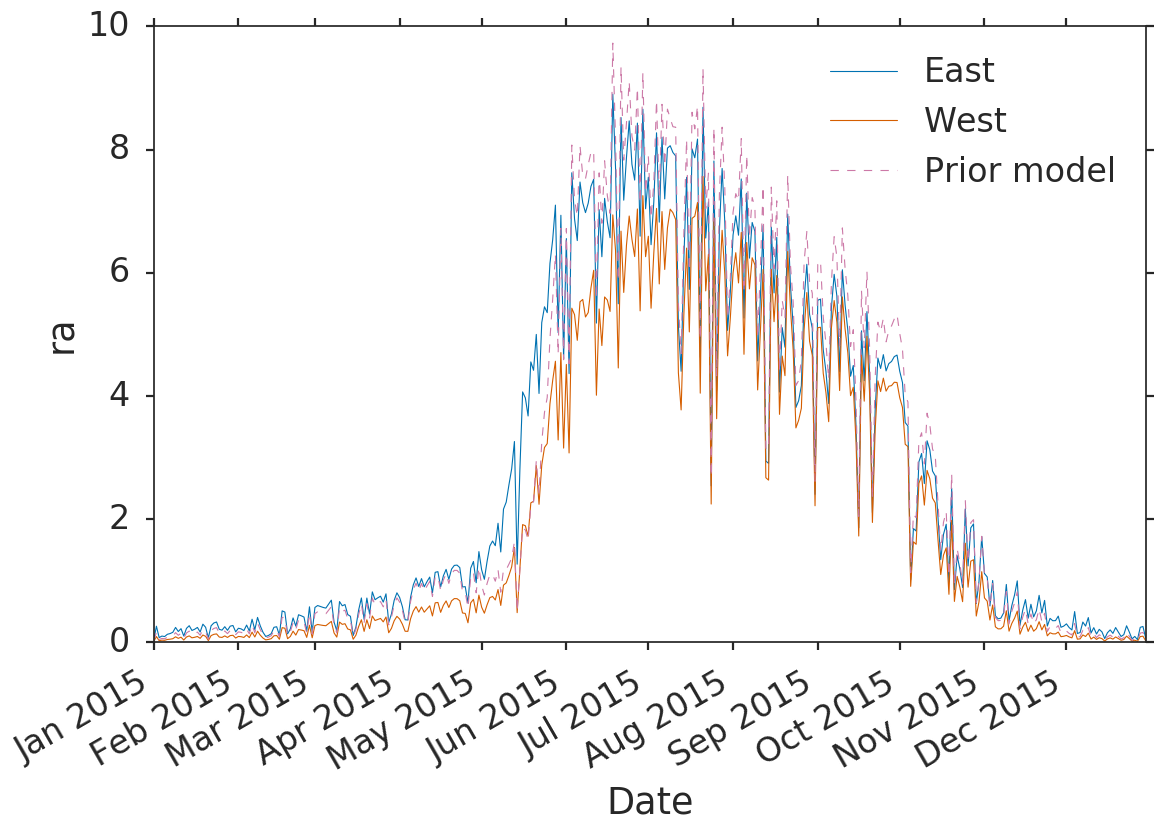 10
8
6
4
2
0
ra
East
West
Prior model
Jan 2015
Feb 2015
Mar 2015
Apr 2015
May 2015
Jun 2015
Jul 2015
Aug 2015
Sep 2015
Oct 2015
Nov 2015
Dec 2015
Date